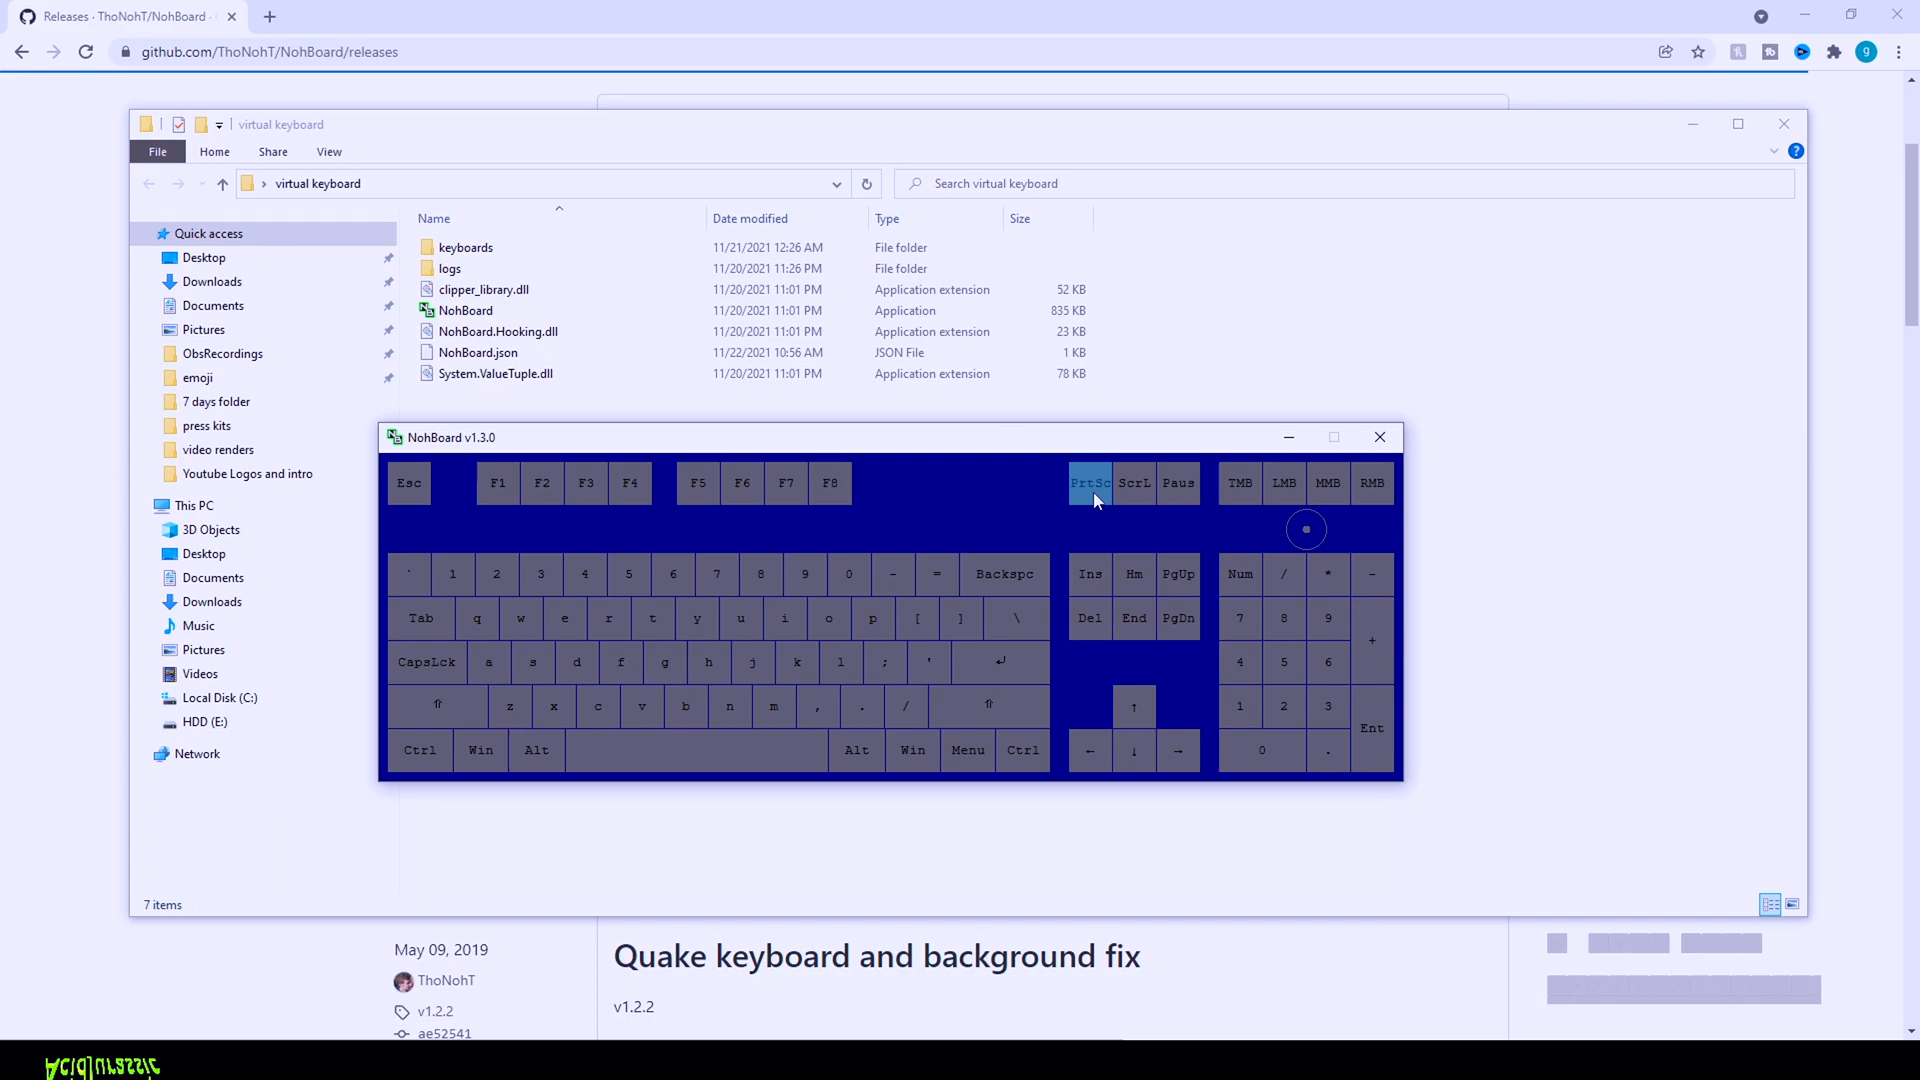 Releases · ThoNohT/NohBoard ·
github.com/ThoNohT/NohBoard/releases
g
virtual keyboard
File Home Share View
virtual keyboard
Search virtual keyboard
Name Date modified Type Size
Quick access
Desktop
Downloads
Documents
Pictures
ObsRecordings
emoji
7 days folder
press kits
video renders
Youtube Logos and intro
This PC
3D Objects
Desktop
Documents
Downloads
Music
Pictures
Videos
Local Disk (C:)
HDD (E:)
Network
keyboards 11/21/2021 12:26 AM File folder
logs 11/20/2021 11:26 PM File folder
clipper_library.dll 11/20/2021 11:01 PM Application extension 52 KB
NohBoard 11/20/2021 11:01 PM Application 835 KB
NohBoard.Hooking.dll 11/20/2021 11:01 PM Application extension 23 KB
NohBoard.json 11/22/2021 10:56 AM JSON File 1 KB
System.ValueTuple.dll 11/20/2021 11:01 PM Application extension 78 KB
NohBoard v1.3.0
Esc F1 F2 F3 F4 F5 F6 F7 F8 PrtSc ScrL Paus TMB LMB MMB RMB
` 1 2 3 4 5 6 7 8 9 0 - = Backspc Ins Hm PgUp Num / * -
Tab q w e r t y u i o p [ ] \ Del End PgDn 7 8 9 +
CapsLck a s d f g h j k l ; ' ↵ 4 5 6
⇑ z x c v b n m , . / ⇑ ↑ 1 2 3 Ent
Ctrl Win Alt Alt Win Menu Ctrl ← ↓ → 0 .
7 items
May 09, 2019
ThoNohT
v1.2.2
ae52541
Quake keyboard and background fix
v1.2.2
AcidJurassic